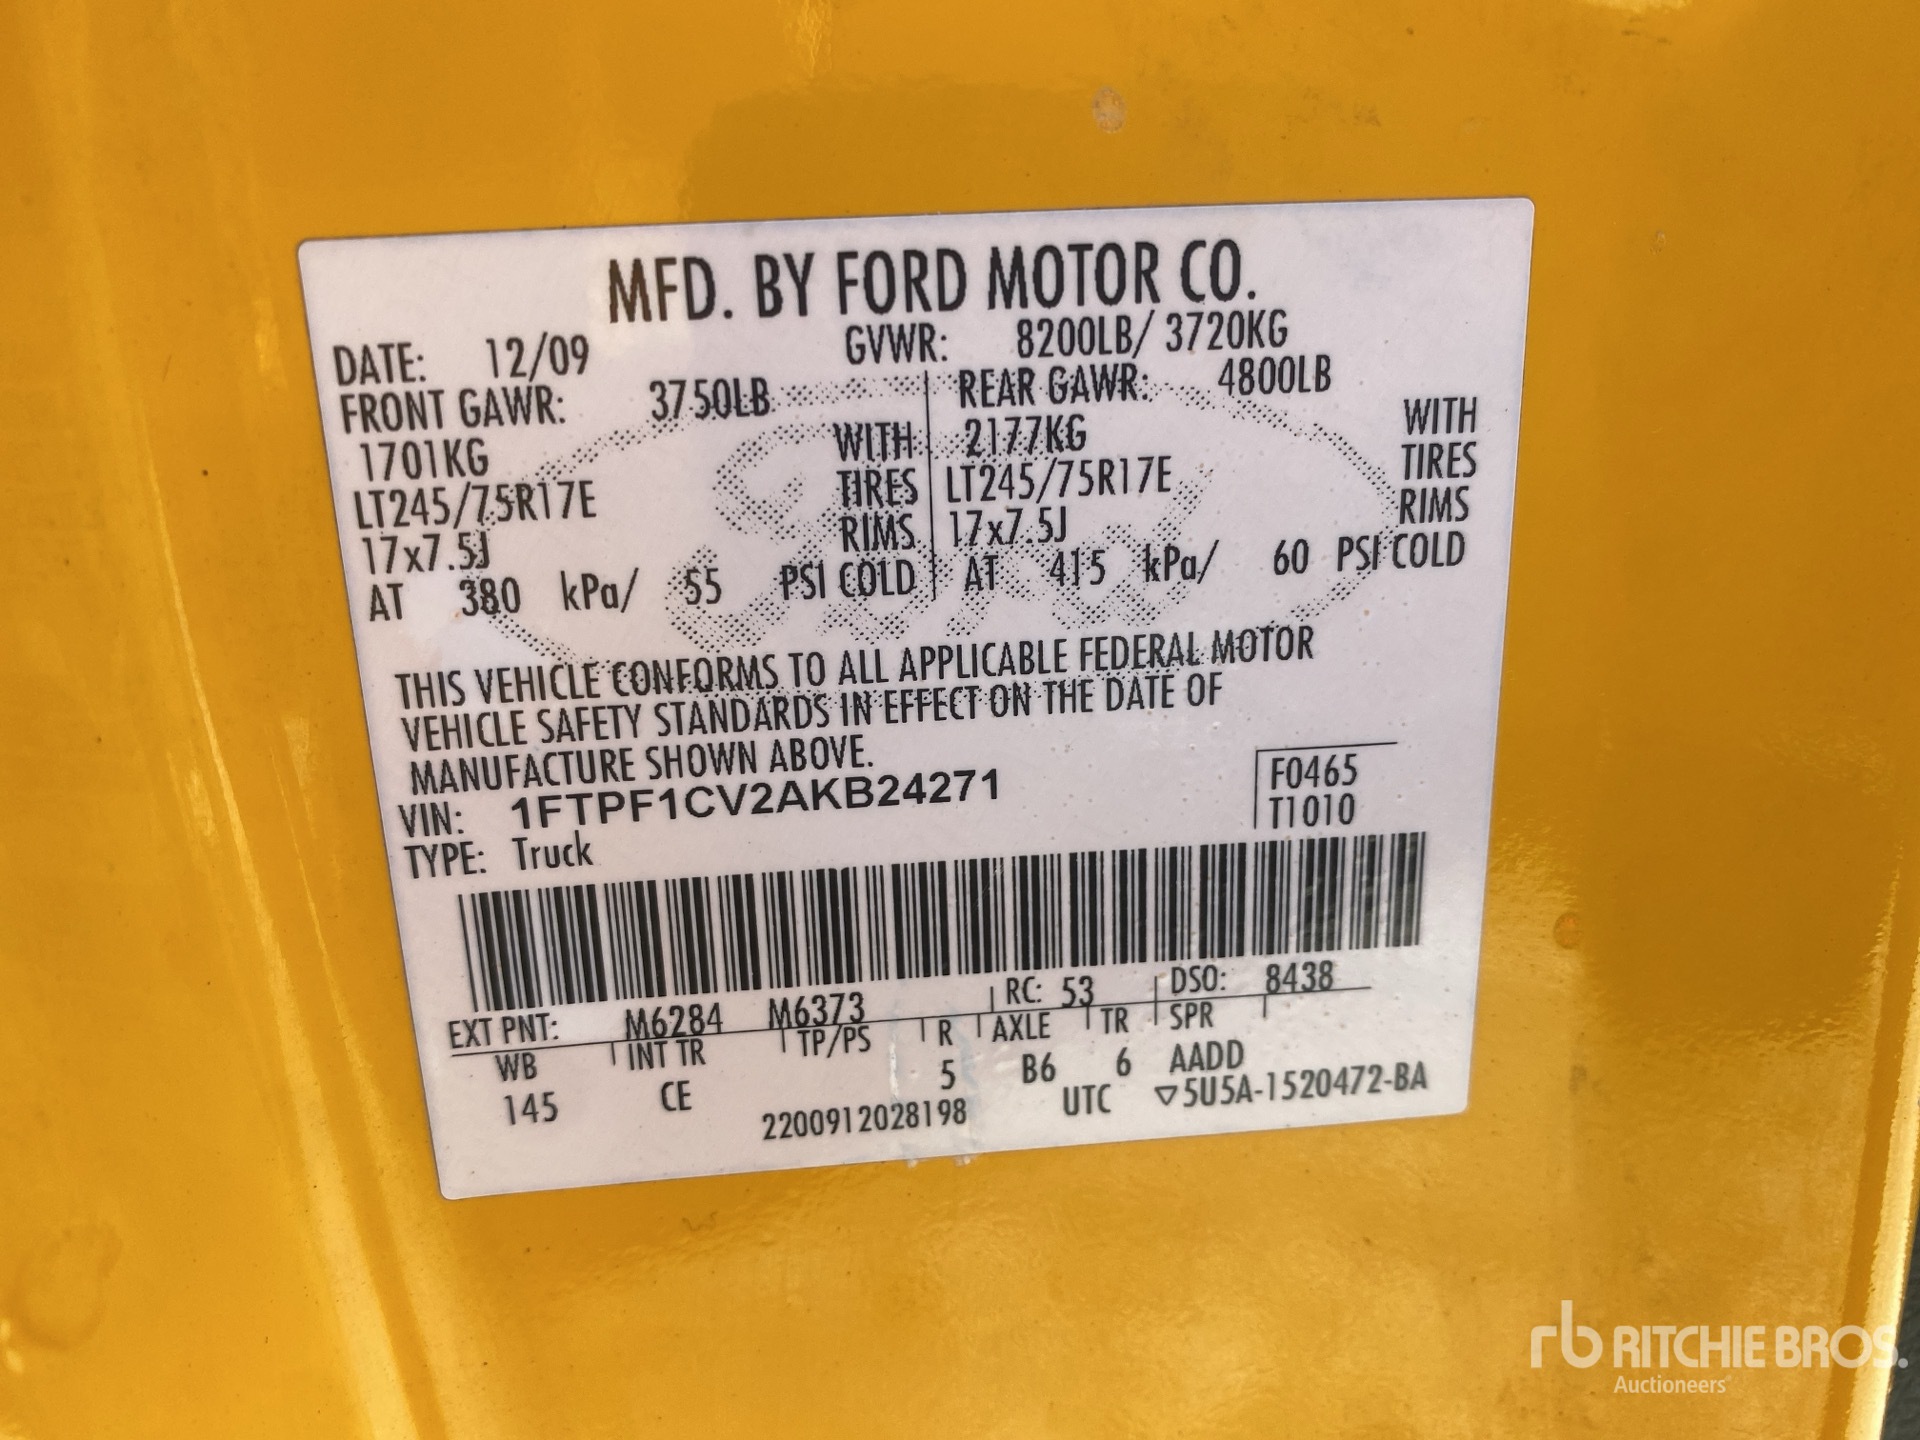 MFD. BY FORD MOTOR CO.
DATE: 12/09 GVWR: 8200LB/ 3720KG
FRONT GAWR: 3750LB REAR GAWR: 4800LB
1701KG WITH 2177KG WITH
LT245/75R17E TIRES LT245/75R17E TIRES
17x7.5J RIMS 17x7.5J RIMS
AT 380 kPa/ 55 PSI COLD AT 415 kPa/ 60 PSI COLD
THIS VEHICLE CONFORMS TO ALL APPLICABLE FEDERAL MOTOR
VEHICLE SAFETY STANDARDS IN EFFECT ON THE DATE OF
MANUFACTURE SHOWN ABOVE.
VIN: 1FTPF1CV2AKB24271 F0465
TYPE: Truck T1010
EXT PNT: M6284 M6373 RC: 53 DSO: 8438
WB INT TR TP/PS R AXLE TR SPR
145 CE 5 B6 6 AADD
2200912028198 UTC ▽5U5A-1520472-BA
rb RITCHIE BROS.
Auctioneers